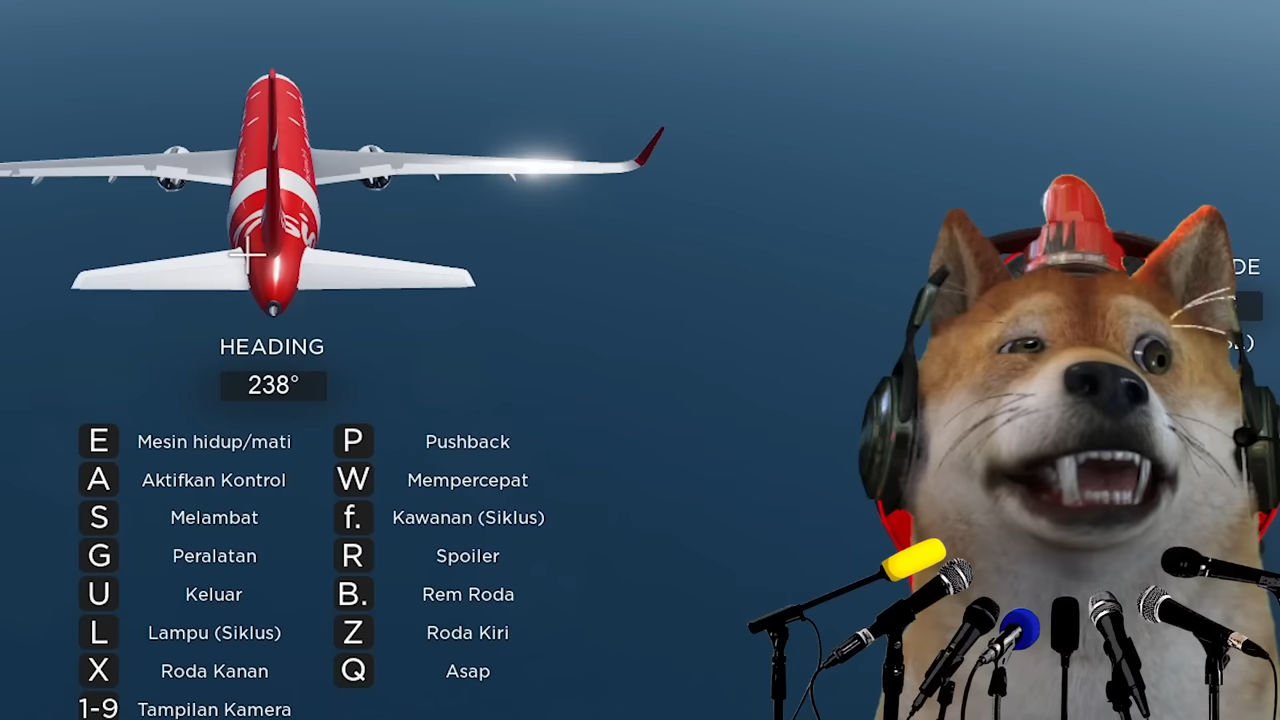 HEADING
238°
E Mesin hidup/mati P Pushback
A Aktifkan Kontrol W Mempercepat
S Melambat f. Kawanan (Siklus)
G Peralatan R Spoiler
U Keluar B. Rem Roda
L Lampu (Siklus) Z Roda Kiri
X Roda Kanan Q Asap
1-9 Tampilan Kamera